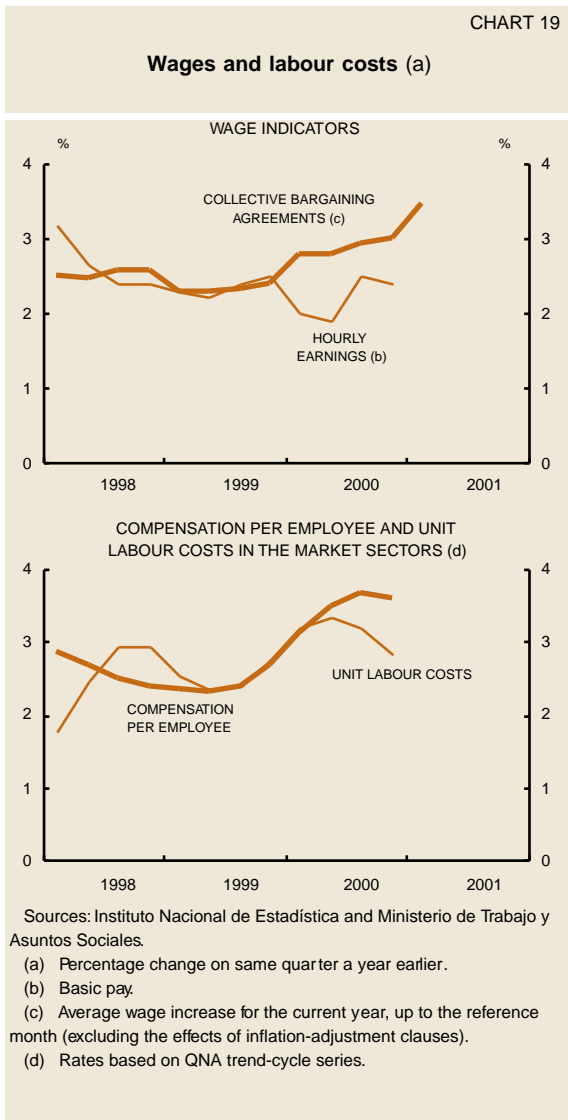 CHART 19
Wages and labour costs (a)
WAGE INDICATORS
% %
4 4
COLLECTIVE BARGAINING
AGREEMENTS (c)
3 3
2 2
HOURLY
EARNINGS (b)
1 1
0 0
1998 1999 2000 2001
COMPENSATION PER EMPLOYEE AND UNIT
LABOUR COSTS IN THE MARKET SECTORS (d)
4 4
3 3
UNIT LABOUR COSTS
COMPENSATION
PER EMPLOYEE
2 2
1 1
0 0
1998 1999 2000 2001
Sources: Instituto Nacional de Estadística and Ministerio de Trabajo y
Asuntos Sociales.
(a) Percentage change on same quarter a year earlier.
(b) Basic pay.
(c) Average wage increase for the current year, up to the reference
month (excluding the effects of inflation-adjustment clauses).
(d) Rates based on QNA trend-cycle series.